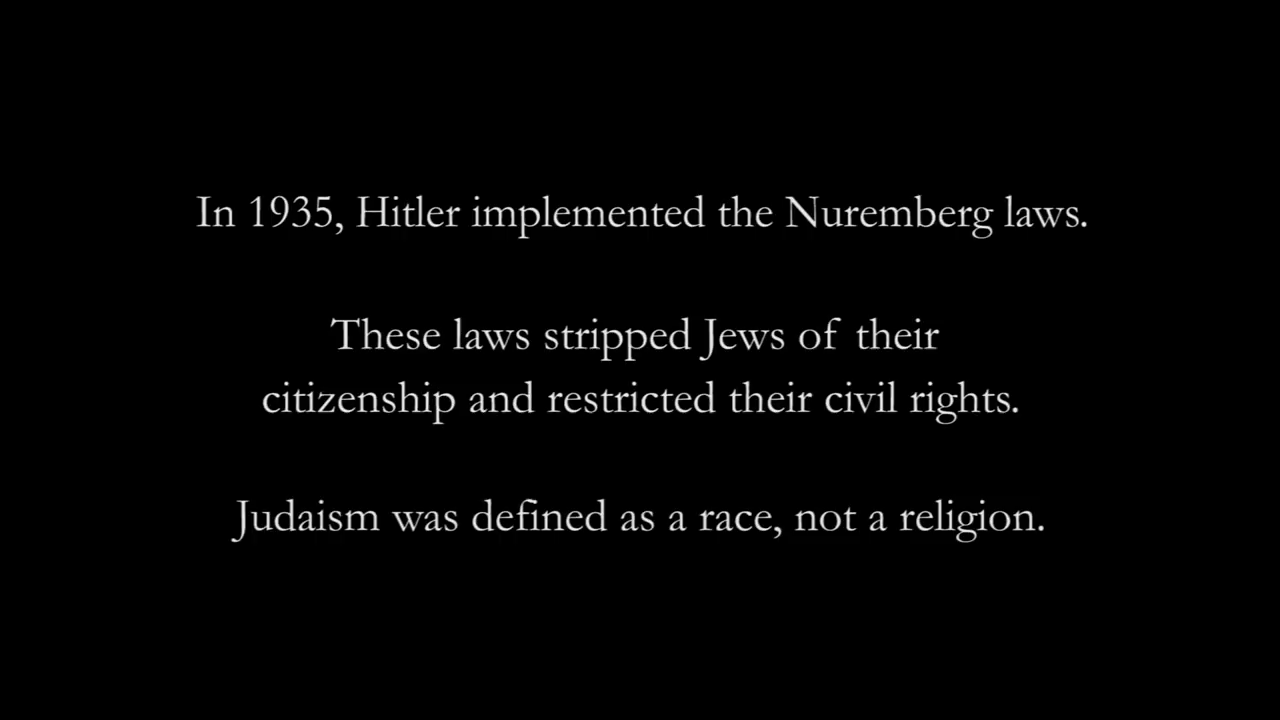 In 1935, Hitler implemented the Nuremberg laws.
These laws stripped Jews of their
citizenship and restricted their civil rights.
Judaism was defined as a race, not a religion.